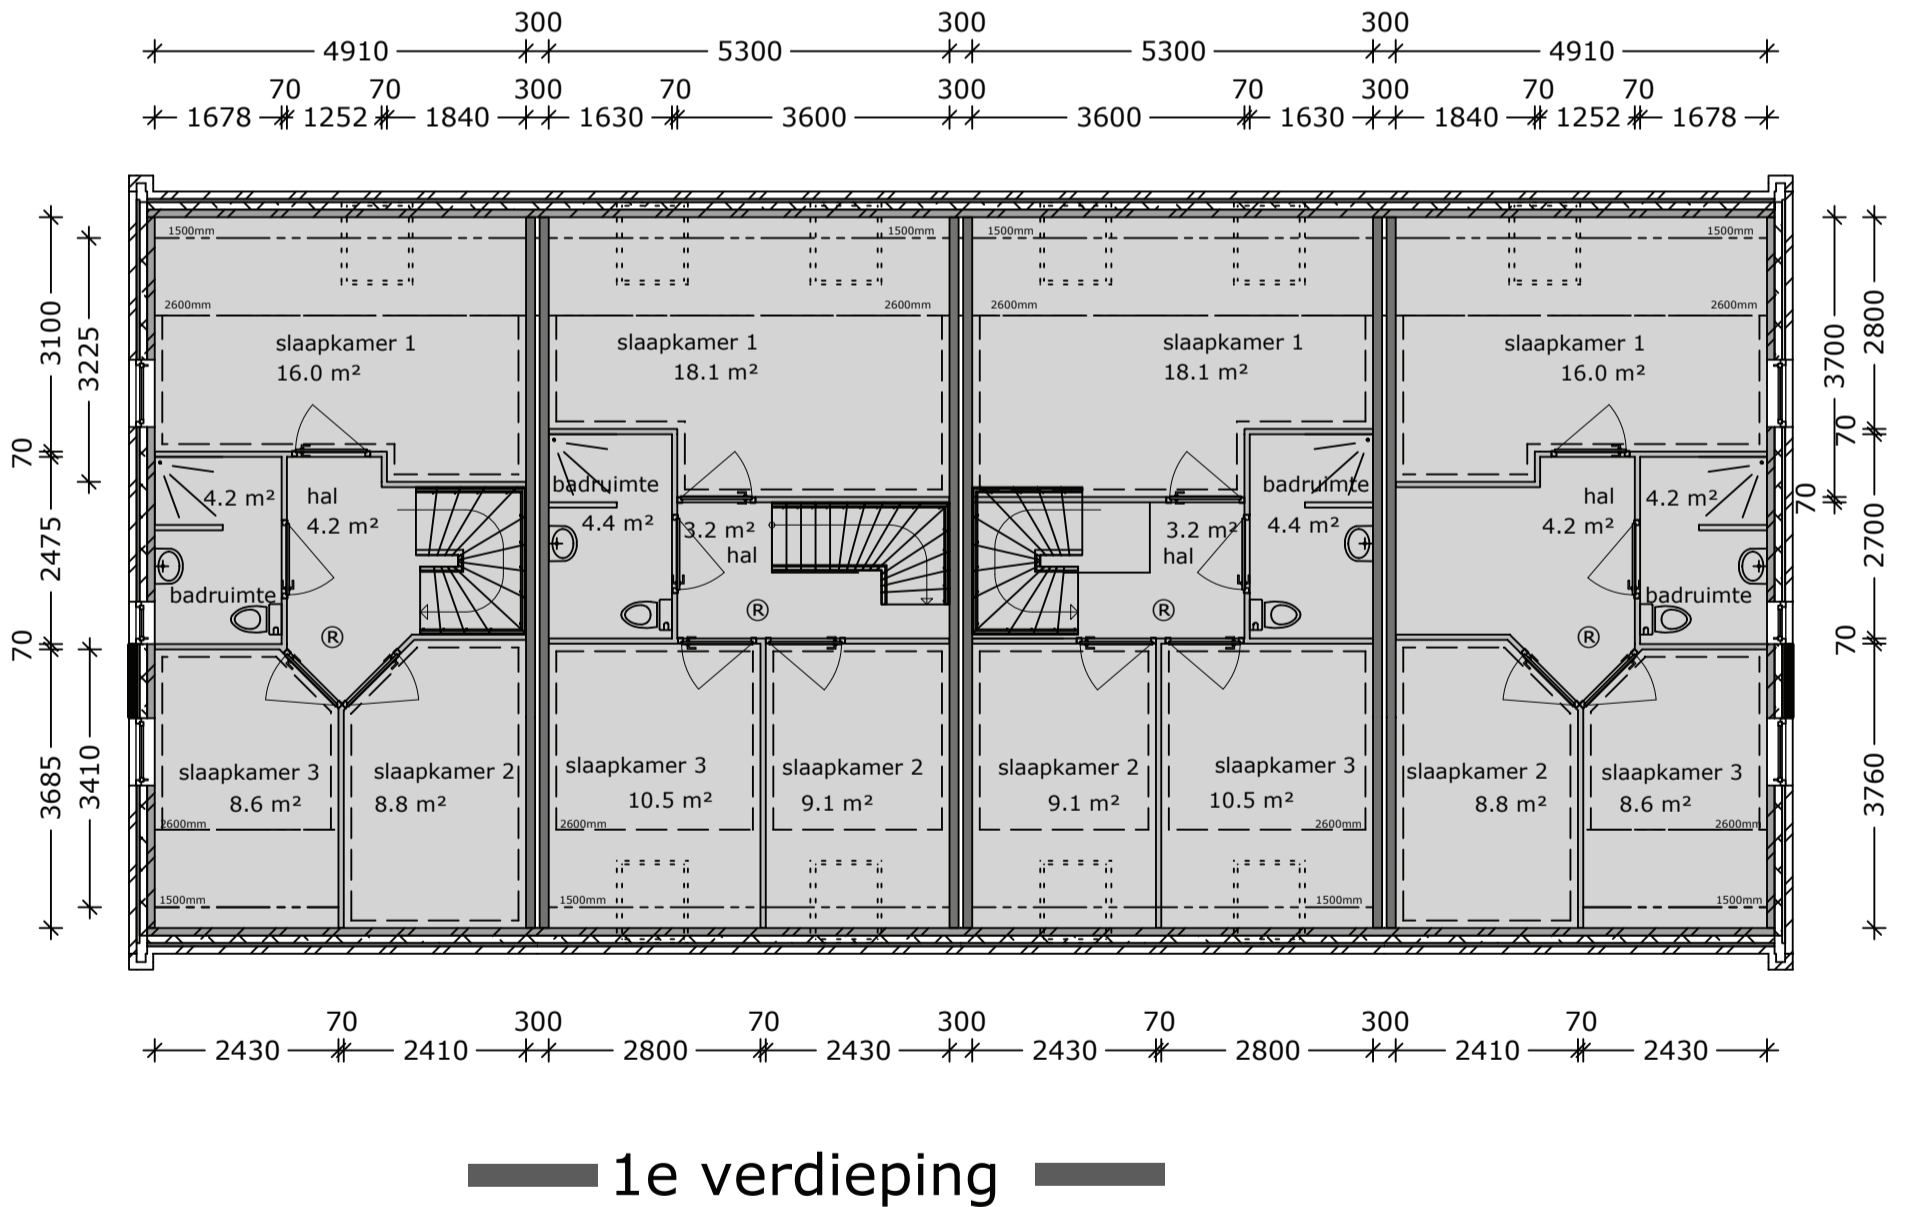 300 300 300
4910 5300 5300 4910
70 70 300 70 300 70 300 70 70
1678 1252 1840 1630 3600 3600 1630 1840 1252 1678
1500mm 1500mm 1500mm 1500mm
2600mm 2600mm 2600mm 2600mm
slaapkamer 1 slaapkamer 1 slaapkamer 1 slaapkamer 1
16.0 m² 18.1 m² 18.1 m² 16.0 m²
3100 3225 3700 2800
70 70 70
badruimte badruimte
4.2 m² hal hal 4.2 m²
4.2 m² 4.4 m² 3.2 m² 3.2 m² 4.4 m² 4.2 m²
hal hal
2475 2700
badruimte badruimte
® ® ® ®
70 70
slaapkamer 3 slaapkamer 2 slaapkamer 3 slaapkamer 2 slaapkamer 2 slaapkamer 3 slaapkamer 2 slaapkamer 3
8.6 m² 8.8 m² 10.5 m² 9.1 m² 9.1 m² 10.5 m² 8.8 m² 8.6 m²
3685 3410 3760
2600mm 2600mm 2600mm 2600mm
1500mm 1500mm 1500mm 1500mm
70 300 70 300 70 300 70
2430 2410 2800 2430 2430 2800 2410 2430
1e verdieping